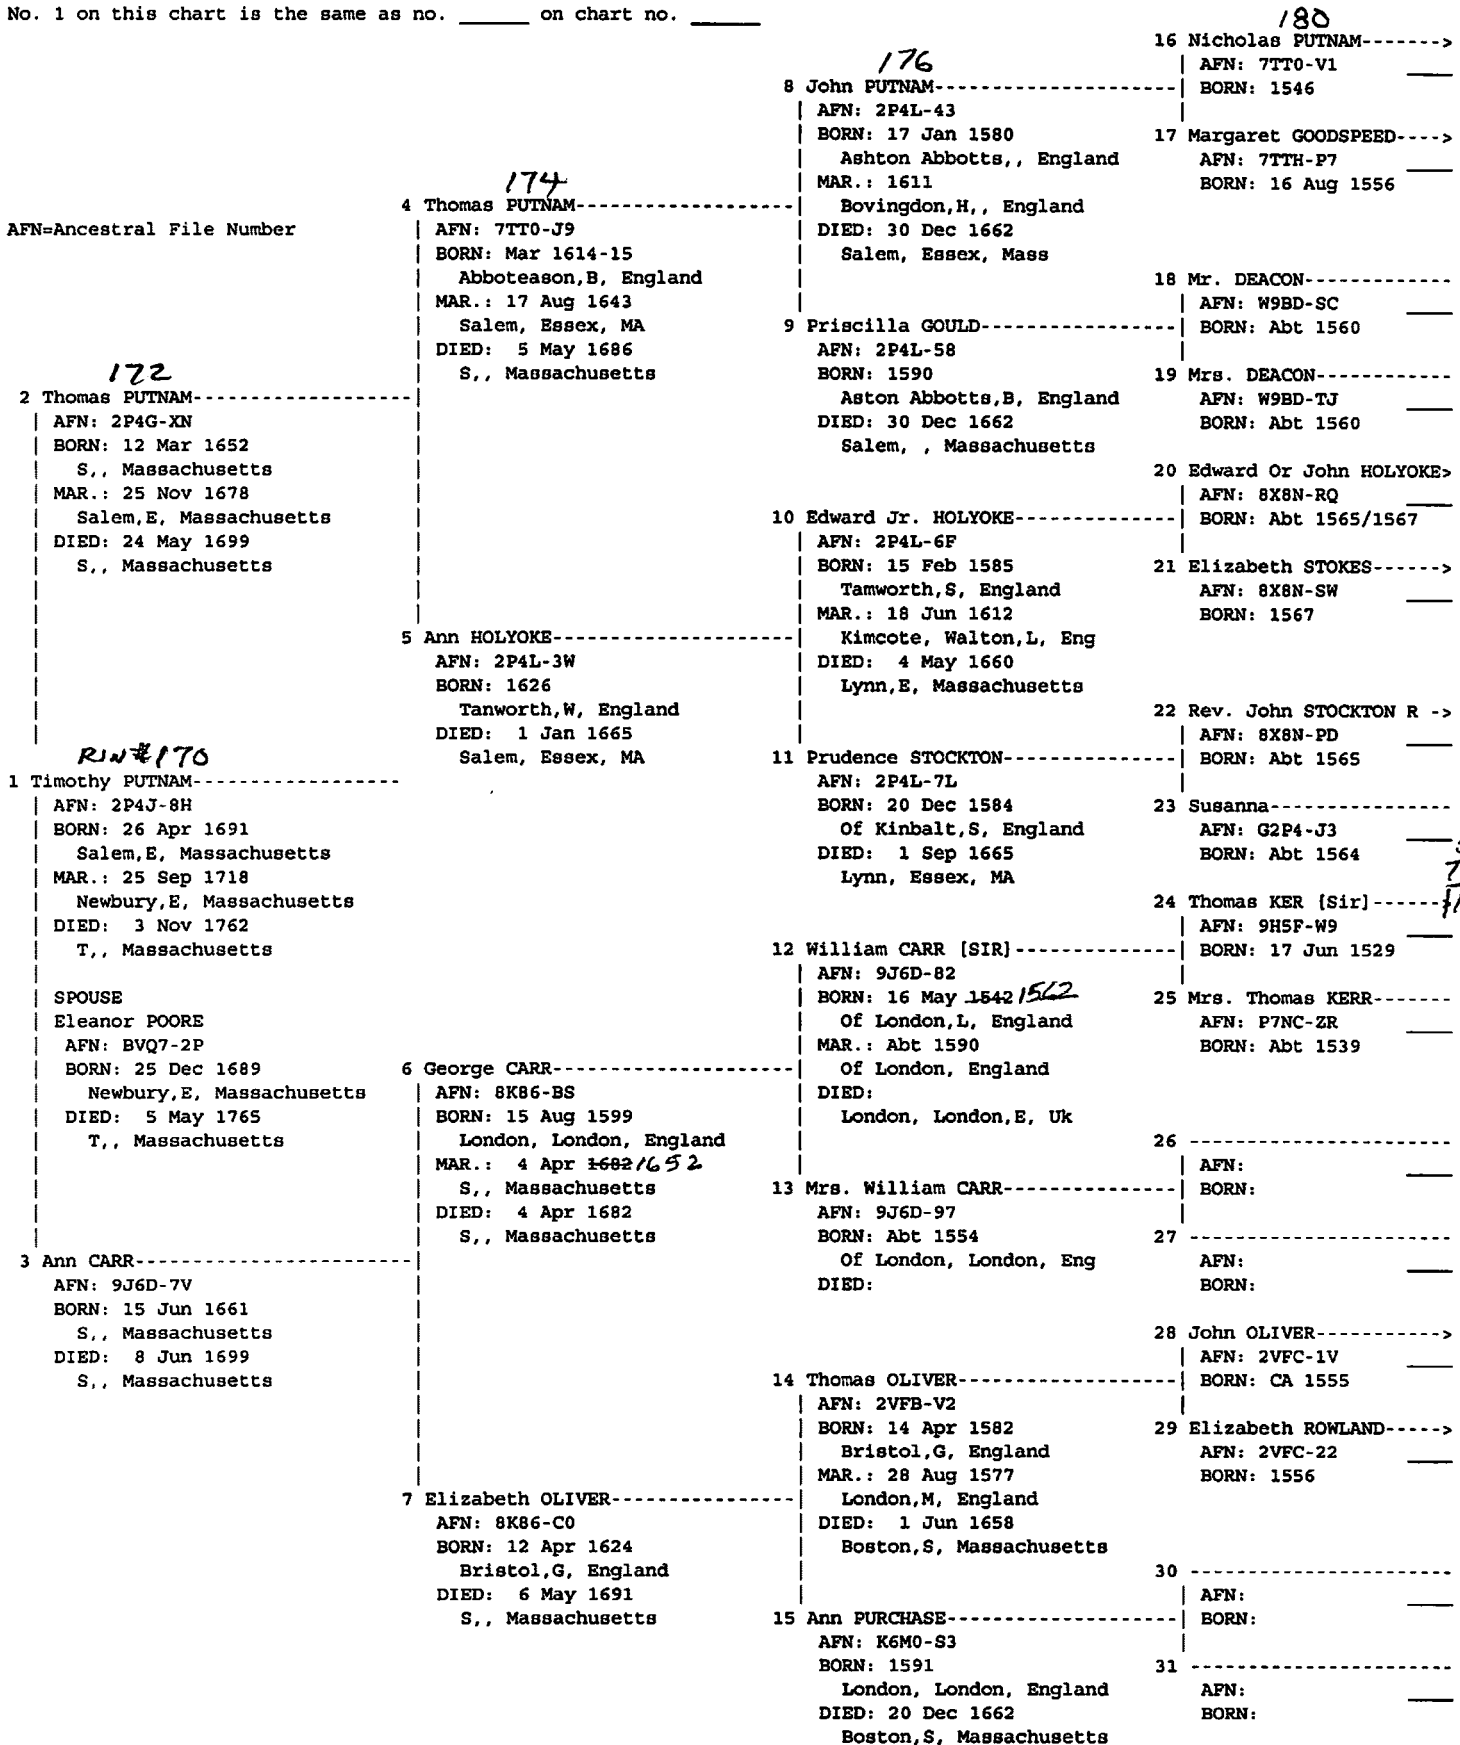 No. 1 on this chart is the same as no. ______ on chart no. ______
180
16 Nicholas PUTNAM------->
AFN: 7TT0-V1
BORN: 1546
176
8 John PUTNAM--------------------
AFN: 2P4L-43
BORN: 17 Jan 1580
Ashton Abbotts,, England
MAR.: 1611
Bovingdon,H,, England
DIED: 30 Dec 1662
Salem, Essex, Mass
17 Margaret GOODSPEED---->
AFN: 7TTH-P7
BORN: 16 Aug 1556
174
4 Thomas PUTNAM------------------
AFN: 7TT0-J9
BORN: Mar 1614-15
Abboteason,B, England
MAR.: 17 Aug 1643
Salem, Essex, MA
DIED: 5 May 1686
S,, Massachusetts
AFN=Ancestral File Number
18 Mr. DEACON-------------
AFN: W9BD-SC
BORN: Abt 1560
9 Priscilla GOULD----------------
AFN: 2P4L-58
BORN: 1590
Aston Abbotts,B, England
DIED: 30 Dec 1662
Salem, , Massachusetts
19 Mrs. DEACON------------
AFN: W9BD-TJ
BORN: Abt 1560
172
2 Thomas PUTNAM------------------
AFN: 2P4G-XN
BORN: 12 Mar 1652
S,, Massachusetts
MAR.: 25 Nov 1678
Salem,E, Massachusetts
DIED: 24 May 1699
S,, Massachusetts
20 Edward Or John HOLYOKE>
AFN: 8X8N-RQ
BORN: Abt 1565/1567
10 Edward Jr. HOLYOKE-------------
AFN: 2P4L-6F
BORN: 15 Feb 1585
Tamworth,S, England
MAR.: 18 Jun 1612
Kimcote, Walton,L, Eng
DIED: 4 May 1660
Lynn,E, Massachusetts
21 Elizabeth STOKES------>
AFN: 8X8N-SW
BORN: 1567
5 Ann HOLYOKE--------------------
AFN: 2P4L-3W
BORN: 1626
Tanworth,W, England
DIED: 1 Jan 1665
Salem, Essex, MA
22 Rev. John STOCKTON R ->
AFN: 8X8N-PD
BORN: Abt 1565
11 Prudence STOCKTON--------------
AFN: 2P4L-7L
BORN: 20 Dec 1584
Of Kinbalt,S, England
DIED: 1 Sep 1665
Lynn, Essex, MA
23 Susanna---------------
AFN: G2P4-J3
BORN: Abt 1564
RIN#170
1 Timothy PUTNAM-----------------
AFN: 2P4J-8H
BORN: 26 Apr 1691
Salem,E, Massachusetts
MAR.: 25 Sep 1718
Newbury,E, Massachusetts
DIED: 3 Nov 1762
T,, Massachusetts
SPOUSE
Eleanor POORE
AFN: BVQ7-2P
BORN: 25 Dec 1689
Newbury,E, Massachusetts
DIED: 5 May 1765
T,, Massachusetts
24 Thomas KER [Sir]------
AFN: 9H5F-W9
BORN: 17 Jun 1529
12 William CARR [SIR]-------------
AFN: 9J6D-82
BORN: 16 May 1542 1562
Of London,L, England
MAR.: Abt 1590
Of London, England
DIED:
London, London,E, Uk
25 Mrs. Thomas KERR-------
AFN: P7NC-ZR
BORN: Abt 1539
6 George CARR--------------------
AFN: 8K86-BS
BORN: 15 Aug 1599
London, London, England
MAR.: 4 Apr 1682 1652
S,, Massachusetts
DIED: 4 Apr 1682
S,, Massachusetts
26 ----------------------
AFN:
BORN:
13 Mrs. William CARR--------------
AFN: 9J6D-97
BORN: Abt 1554
Of London, London, Eng
DIED:
27 ----------------------
AFN:
BORN:
3 Ann CARR-----------------------
AFN: 9J6D-7V
BORN: 15 Jun 1661
S,, Massachusetts
DIED: 8 Jun 1699
S,, Massachusetts
28 John OLIVER----------->
AFN: 2VFC-1V
BORN: CA 1555
14 Thomas OLIVER------------------
AFN: 2VFB-V2
BORN: 14 Apr 1582
Bristol,G, England
MAR.: 28 Aug 1577
London,M, England
DIED: 1 Jun 1658
Boston,S, Massachusetts
29 Elizabeth ROWLAND----->
AFN: 2VFC-22
BORN: 1556
7 Elizabeth OLIVER---------------
AFN: 8K86-C0
BORN: 12 Apr 1624
Bristol,G, England
DIED: 6 May 1691
S,, Massachusetts
30 ----------------------
AFN:
BORN:
15 Ann PURCHASE-------------------
AFN: K6M0-S3
BORN: 1591
London, London, England
DIED: 20 Dec 1662
Boston,S, Massachusetts
31 ----------------------
AFN:
BORN: